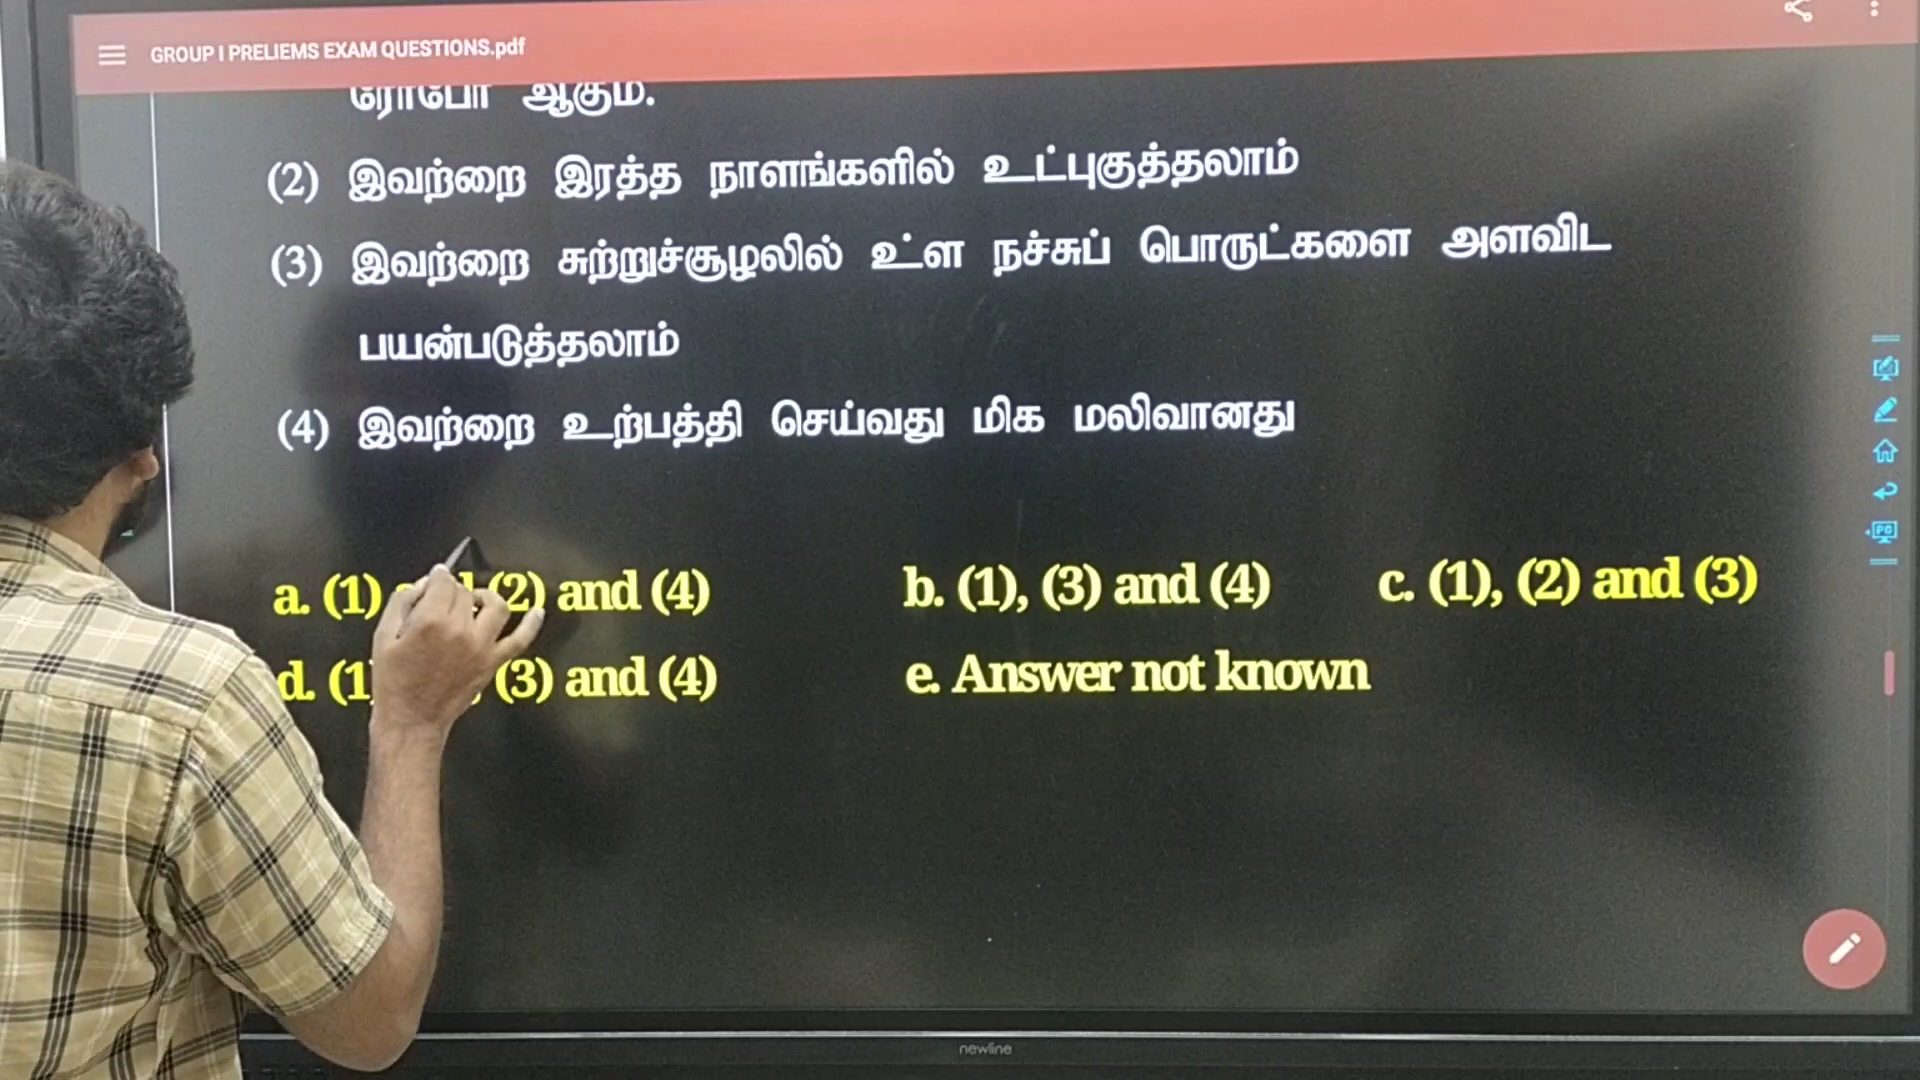 GROUP I PRELIEMS EXAM QUESTIONS.pdf
ரோபோ ஆகும்.
(2) இவற்றை இரத்த நாளங்களில் உட்புகுத்தலாம்
(3) இவற்றை சுற்றுச்சூழலில் உ்ள நச்சுப் பொருட்களை அளவிட
பயன்படுத்தலாம்
(4) இவற்றை உற்பத்தி செய்வது மிக மலிவானது
a. (1) and (2) and (4) b. (1), (3) and (4) c. (1), (2) and (3)
d. (1 (3) and (4) e. Answer not known
newline